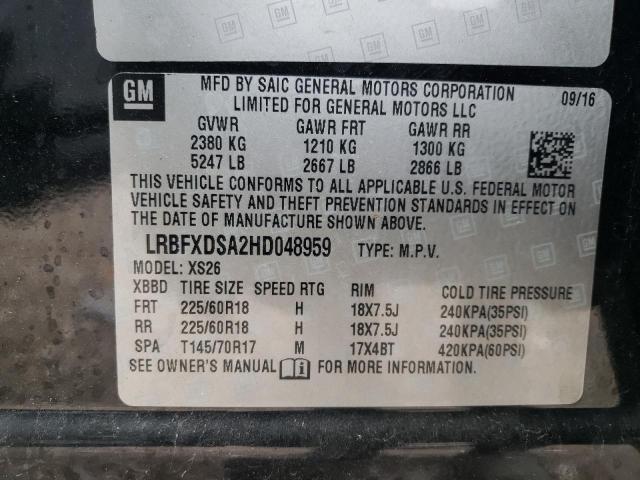 GM
MFD BY SAIC GENERAL MOTORS CORPORATION
LIMITED FOR GENERAL MOTORS LLC
09/16
GVWR GAWR FRT GAWR RR
2380 KG 1210 KG 1300 KG
5247 LB 2667 LB 2866 LB
THIS VEHICLE CONFORMS TO ALL APPLICABLE U.S. FEDERAL MOTOR
VEHICLE SAFETY AND THEFT PREVENTION STANDARDS IN EFFECT ON
THE DATE OF MANUFACTURE SHOWN ABOVE.
LRBFXDSA2HD048959 TYPE: M.P.V.
MODEL: XS26
XBBD TIRE SIZE SPEED RTG RIM COLD TIRE PRESSURE
FRT 225/60R18 H 18X7.5J 240KPA(35PSI)
RR 225/60R18 H 18X7.5J 240KPA(35PSI)
SPA T145/70R17 M 17X4BT 420KPA(60PSI)
SEE OWNER'S MANUAL FOR MORE INFORMATION.